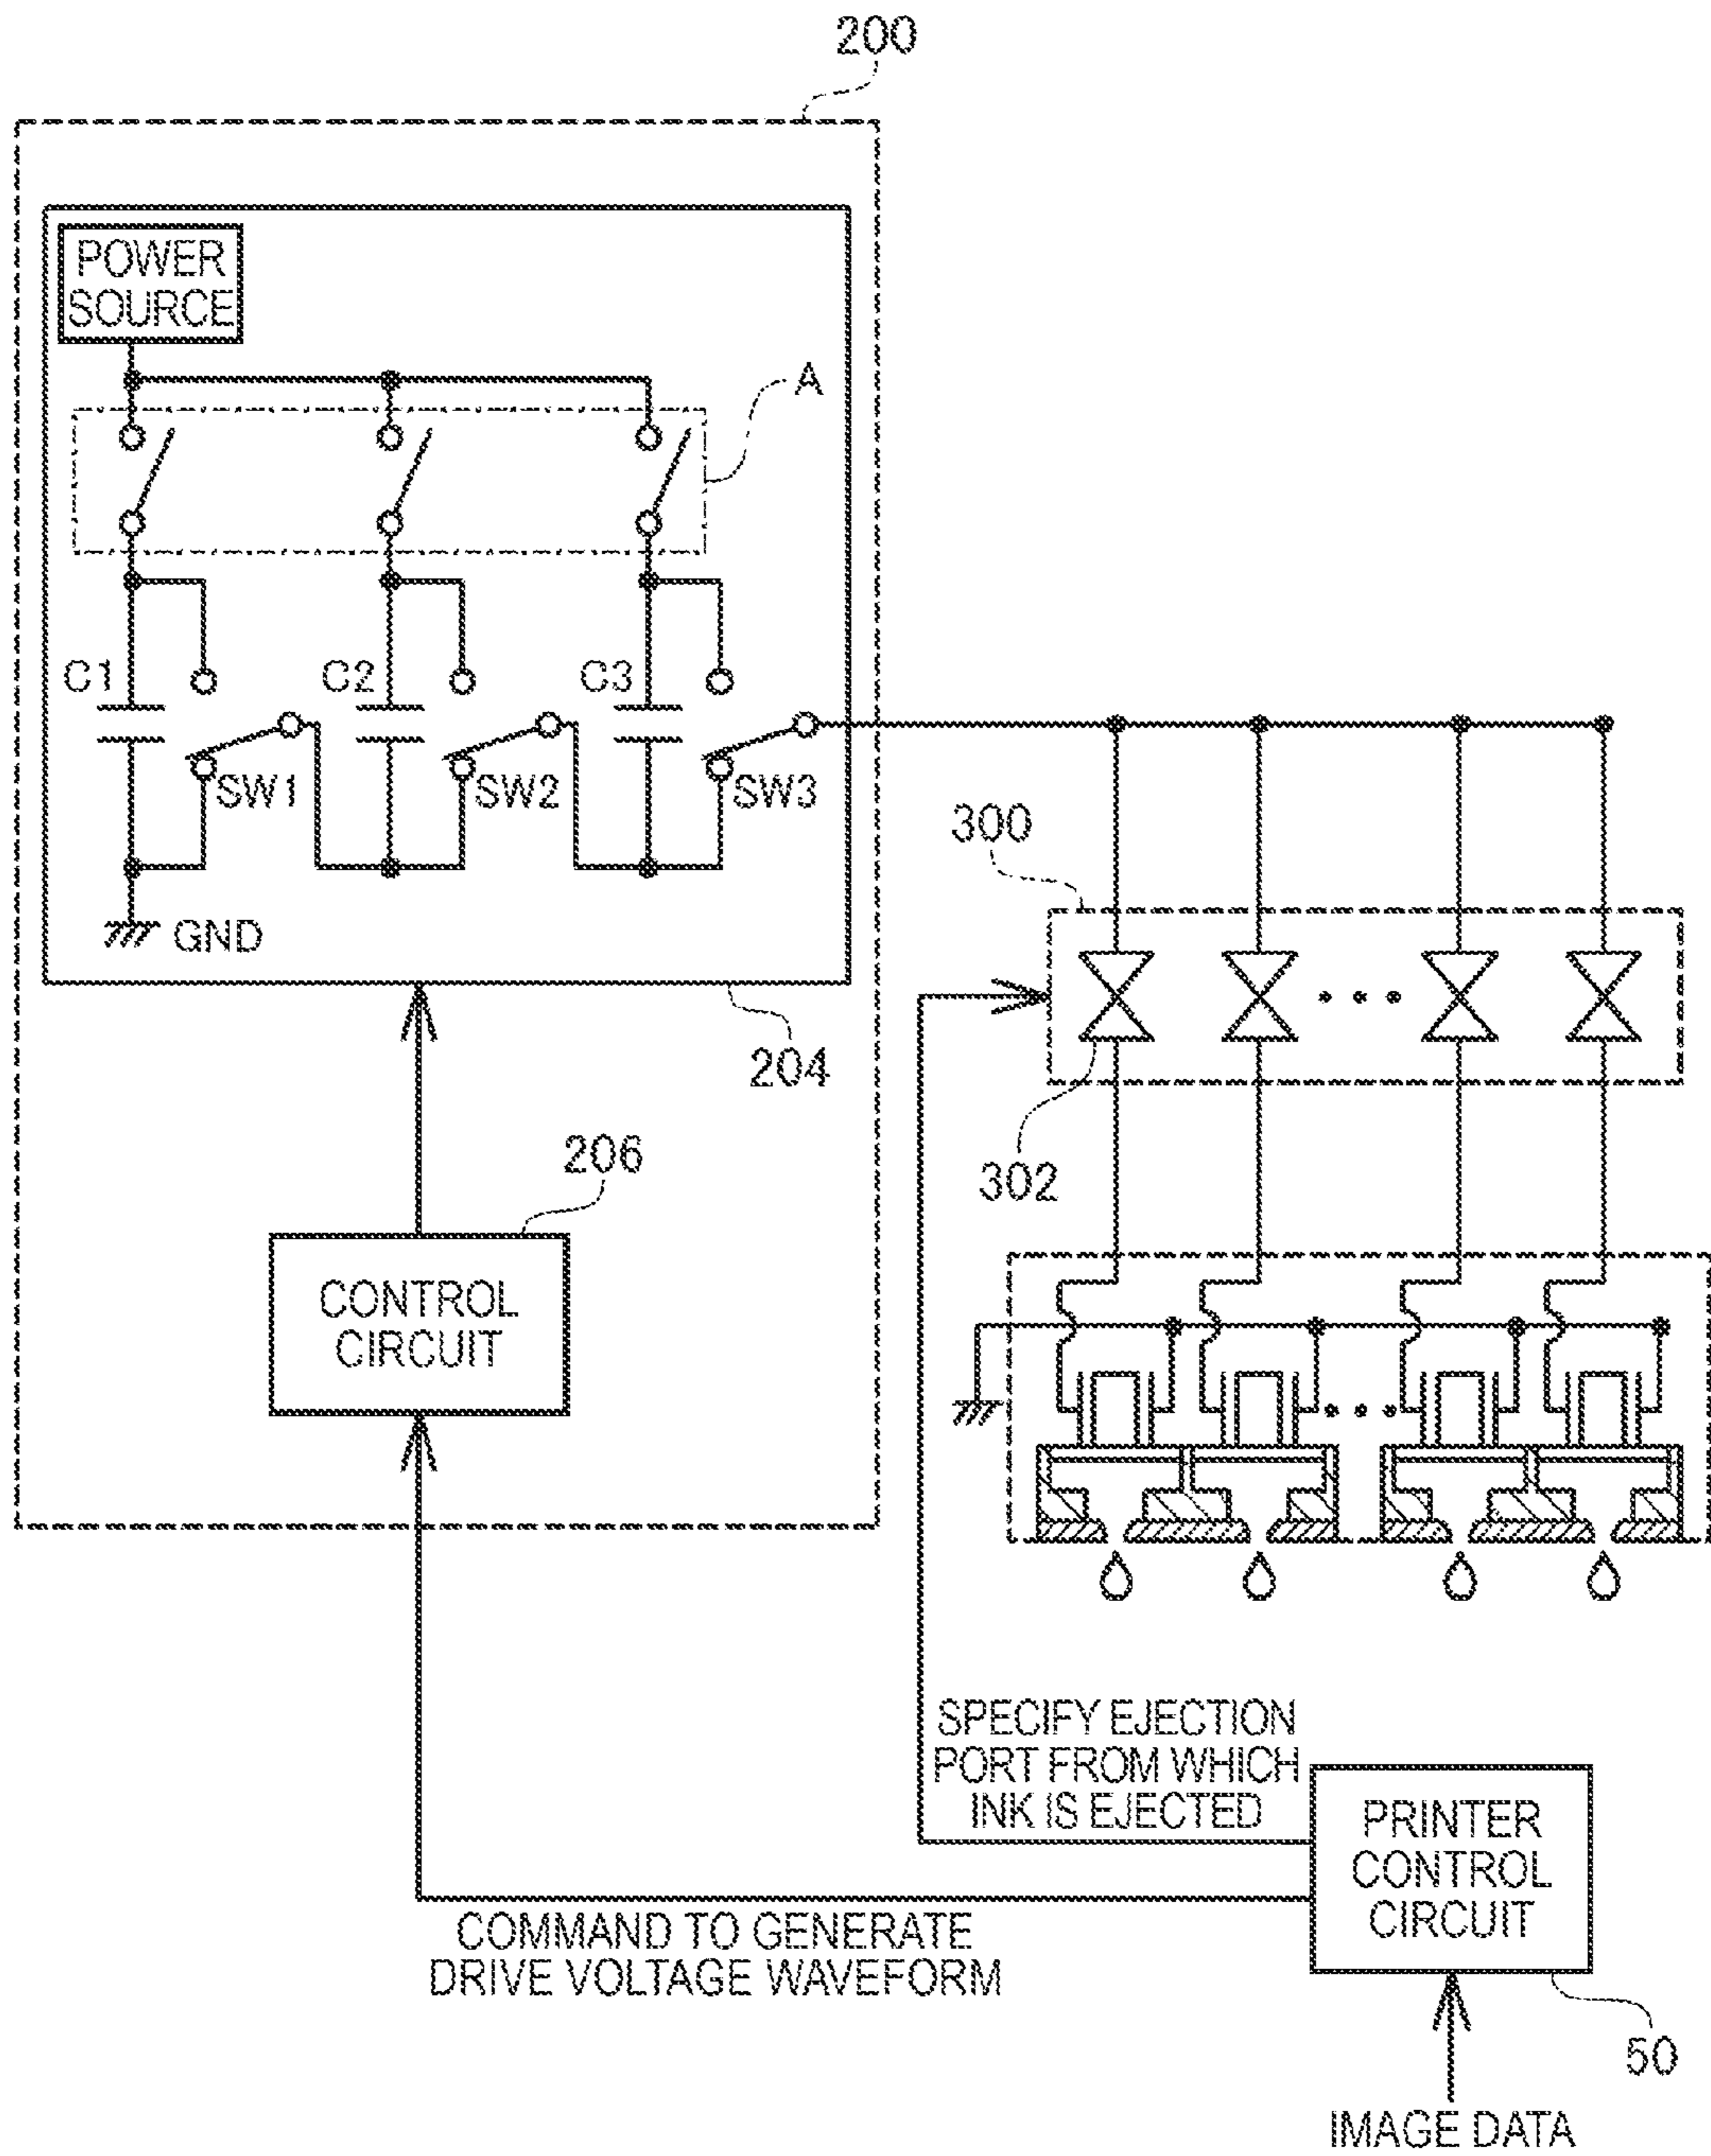 200
POWER
SOURCE
A
C1
C2
C3
SW1
SW2
SW3
GND
300
204
302
206
CONTROL
CIRCUIT
SPECIFY EJECTION
PORT FROM WHICH
INK IS EJECTED
PRINTER
CONTROL
CIRCUIT
COMMAND TO GENERATE
DRIVE VOLTAGE WAVEFORM
50
IMAGE DATA